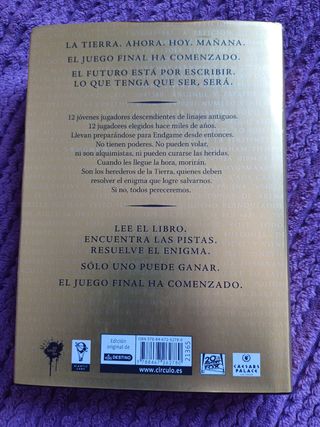 LA TIERRA. AHORA. HOY. MAÑANA.
EL JUEGO FINAL HA COMENZADO.
EL FUTURO ESTÁ POR ESCRIBIR.
LO QUE TENGA QUE SER, SERÁ.
12 jóvenes jugadores descendientes de linajes antiguos.
12 jugadores elegidos hace miles de años.
Llevan preparándose para Endgame desde entonces.
No tienen poderes. No pueden volar,
ni son alquimistas, ni pueden curarse las heridas.
Cuando les llegue la hora, morirán.
Son los herederos de la Tierra, quienes deben
resolver el enigma que logre salvarnos.
Si no, todos pereceremos.
LEE EL LIBRO.
ENCUENTRA LAS PISTAS.
RESUELVE EL ENIGMA.
SÓLO UNO PUEDE GANAR.
EL JUEGO FINAL HA COMENZADO.
Edición
original de
DESTINO
www.circulo.es
21365
CAESARS
PALACE